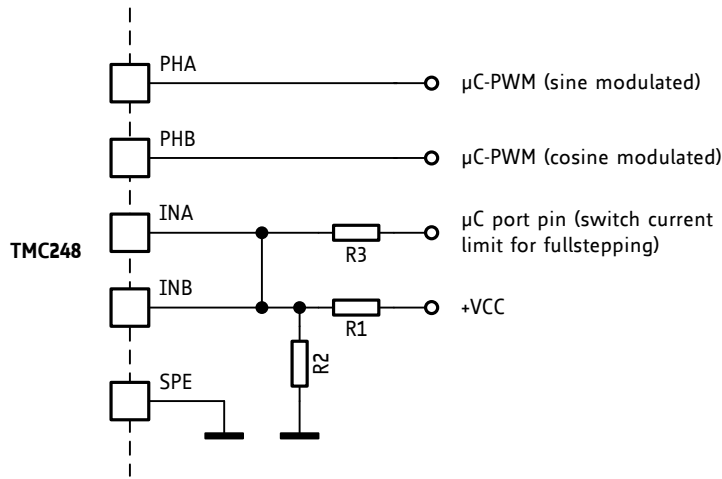 PHA
µC-PWM (sine modulated)
PHB
µC-PWM (cosine modulated)
INA
µC port pin (switch current
limit for fullstepping)
R3
TMC248
INB
+VCC
R1
R2
SPE